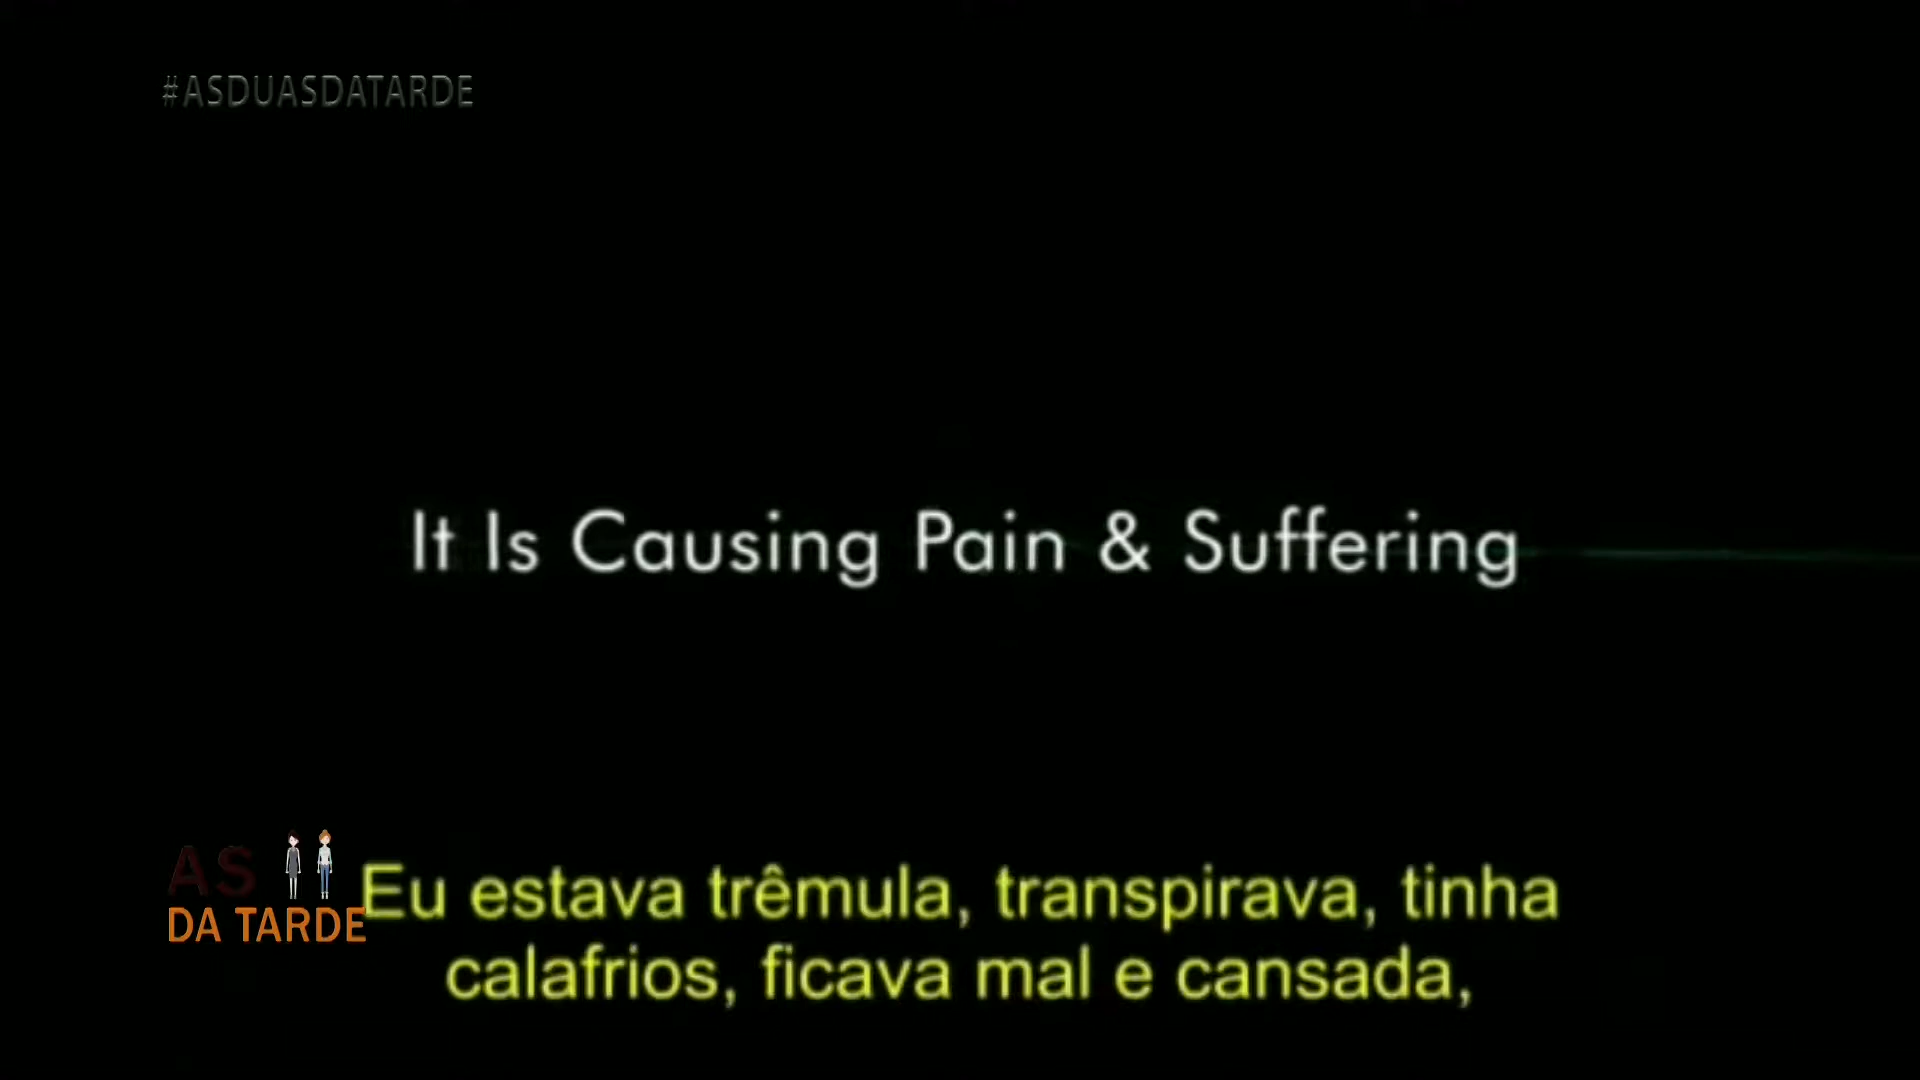 #ASDUASDATARDE
It Is Causing Pain & Suffering
AS
DA TARDE
Eu estava trêmula, transpirava, tinha
calafrios, ficava mal e cansada,